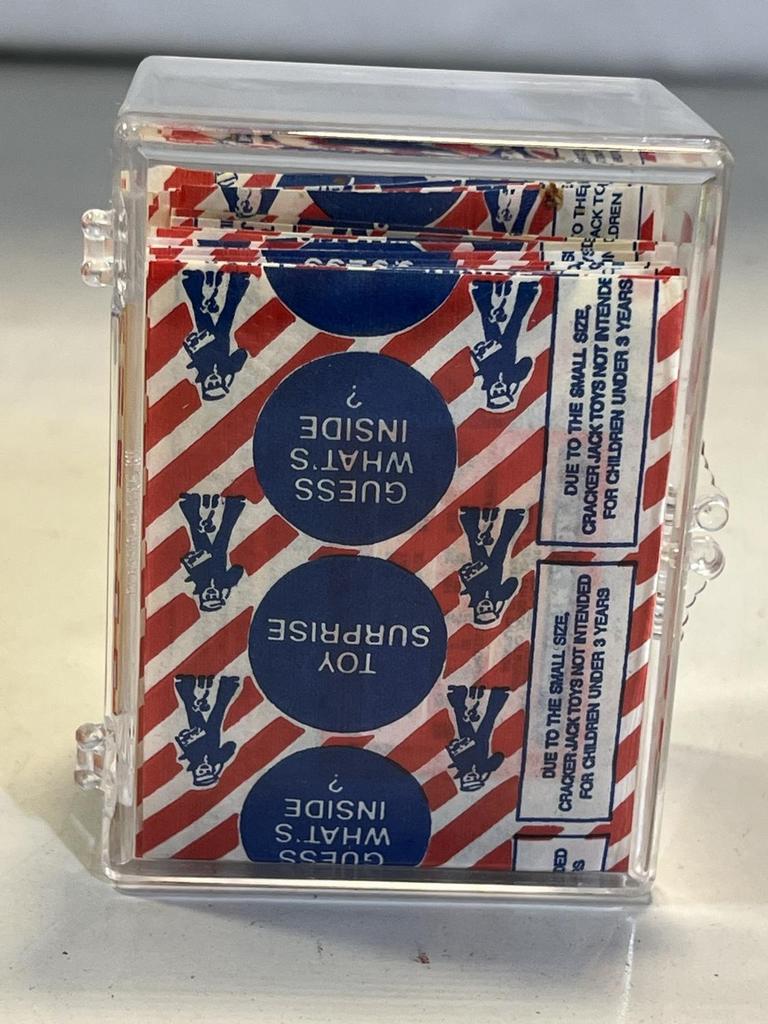 GUESS
WHAT'S
INSIDE
?
TOY
SURPRISE
GUESS
WHAT'S
INSIDE
?
DUE TO THE SMALL SIZE,
CRACKER JACK TOYS NOT INTENDED
FOR CHILDREN UNDER 3 YEARS
DUE TO THE SMALL SIZE,
CRACKER JACK TOYS NOT INTENDED
FOR CHILDREN UNDER 3 YEARS